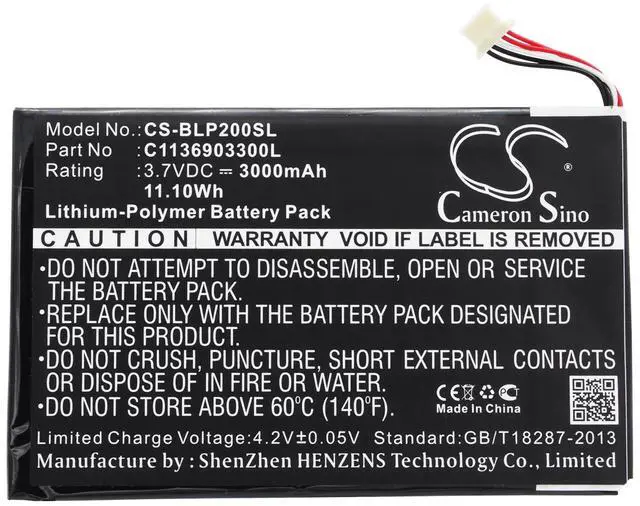 Model No.: CS-BLP200SL
Part No : C1136903300L
Rating : 3.7VDC ⎓ 3000mAh
11.10Wh
Lithium-Polymer Battery Pack
CS
Cameron Sino
CAUTION WARRANTY VOID IF LABEL IS REMOVED
•DO NOT ATTEMPT TO DISASSEMBLE, OPEN OR SERVICE
THE BATTERY PACK.
•REPLACE ONLY WITH THE BATTERY PACK DESIGNATED
FOR THIS PRODUCT.
•DO NOT CRUSH, PUNCTURE, SHORT EXTERNAL CONTACTS
OR DISPOSE OF IN FIRE OR WATER.
•DO NOT STORE ABOVE 60°C (140°F).
CE
Made In China
Limited Charge Voltage:4.2V±0.05V Standard:GB/T18287-2013
Manufacture by : ShenZhen HENZENS Technology Co.,Limited.